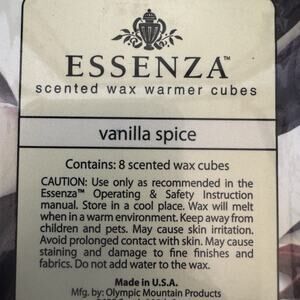 ESSENZA™
scented wax warmer cubes
vanilla spice
Contains: 8 scented wax cubes
CAUTION: Use only as recommended in the
Essenza™ Operating & Safety Instruction
manual. Store in a cool place. Wax will melt
when in a warm environment. Keep away from
children and pets. May cause skin irritation.
Avoid prolonged contact with skin. May cause
staining and damage to fine finishes and
fabrics. Do not add water to the wax.
Made in U.S.A.
Mfg. by: Olympic Mountain Products